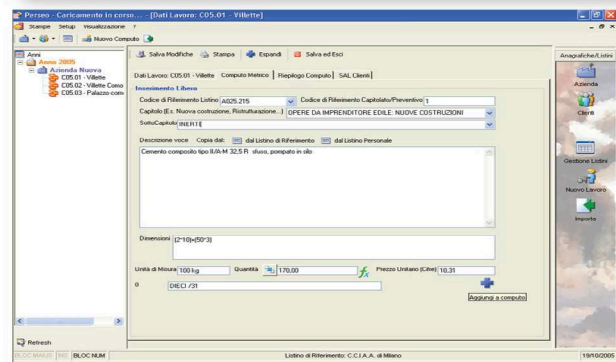 Perseo - Caricamento in corso... - [Dati Lavoro: C05.01 - Villette]
Stampe Setup Visualizzazione ?
Nuovo Computo
Salva Modifiche Stampa Espandi Salva ed Esci
Anagrafiche/Listini
Anni
Anno 2005
Azienda Nuova
C05.01 - Villette
C05.02 - Villette Como
C05.03 - Palazzo com
Dati Lavoro: C05.01 - Villette Computo Metrico Riepilogo Computo SAL Clienti
Inserimento Libero
Codice di Riferimento Listino A025.215 Codice di Riferimento Capitolato/Preventivo 1
Capitolo (Es. Nuova costruzione, Ristrutturazione...) OPERE DA IMPRENDITORE EDILE: NUOVE COSTRUZIONI
SottoCapitolo INERTI
Descrizione voce Copia dal: dal Listino di Riferimento dal Listino Personale
Cemento composito tipo II/A-M 32,5 R sfuso, pompato in silo
Dimensioni (2*10)+(50*3)
Unità di Misura 100 kg Quantità 170,00 Prezzo Unitario (Cifre) 10,31
0 DIECI /31
Aggiungi a computo
Azienda
Clienti
Gestione Listini
Nuovo Lavoro
Importa
Refresh
BLOC MAIUS INS BLOC NUM Listino di Riferimento: C.C.I.A.A. di Milano 19/10/2005